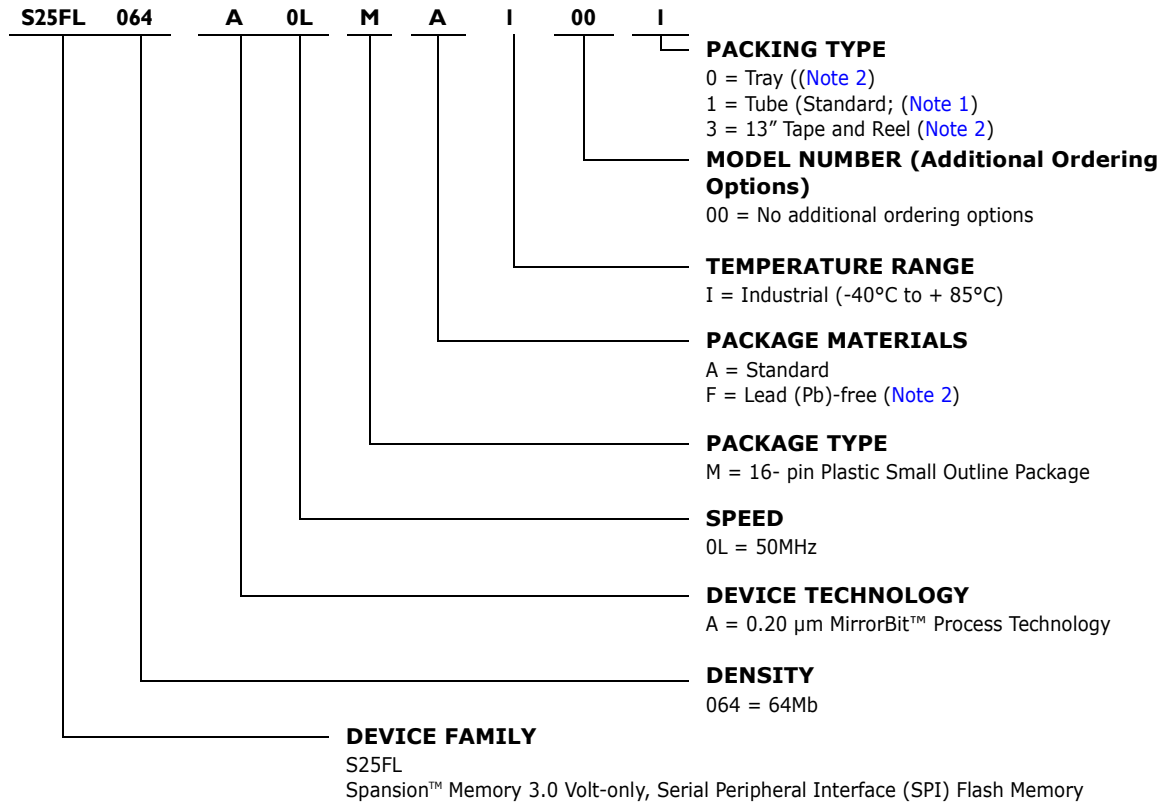 S25FL 064 A 0L M A I 00 I
PACKING TYPE
0 = Tray ((Note 2)
1 = Tube (Standard; (Note 1)
3 = 13” Tape and Reel (Note 2)
MODEL NUMBER (Additional Ordering
Options)
00 = No additional ordering options
TEMPERATURE RANGE
I = Industrial (-40°C to + 85°C)
PACKAGE MATERIALS
A = Standard
F = Lead (Pb)-free (Note 2)
PACKAGE TYPE
M = 16- pin Plastic Small Outline Package
SPEED
0L = 50MHz
DEVICE TECHNOLOGY
A = 0.20 µm MirrorBit™ Process Technology
DENSITY
064 = 64Mb
DEVICE FAMILY
S25FL
Spansion™ Memory 3.0 Volt-only, Serial Peripheral Interface (SPI) Flash Memory